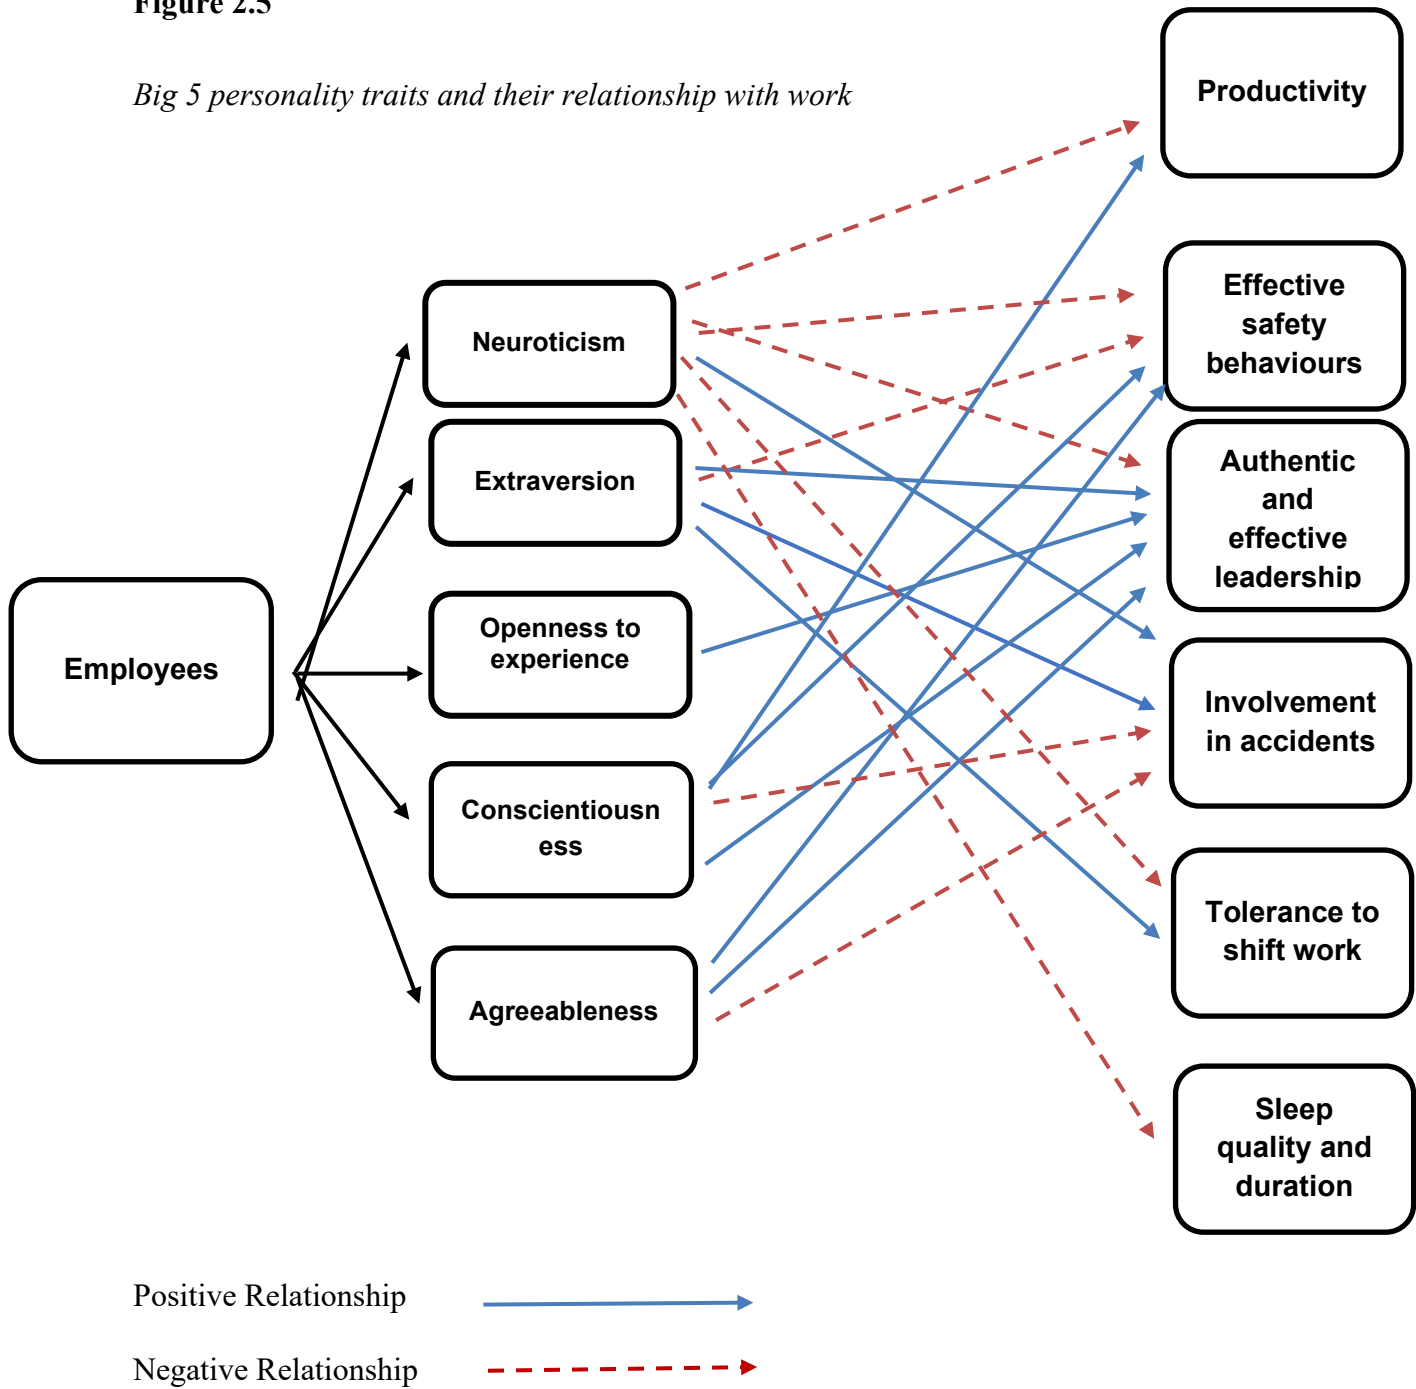 Figure 2.5
Big 5 personality traits and their relationship with work
Productivity
Effective
safety
behaviours
Neuroticism
Extraversion
Authentic
and
effective
leadership
Openness to
experience
Employees
Involvement
in accidents
Conscientiousn
ess
Tolerance to
shift work
Agreeableness
Sleep
quality and
duration
Positive Relationship
Negative Relationship